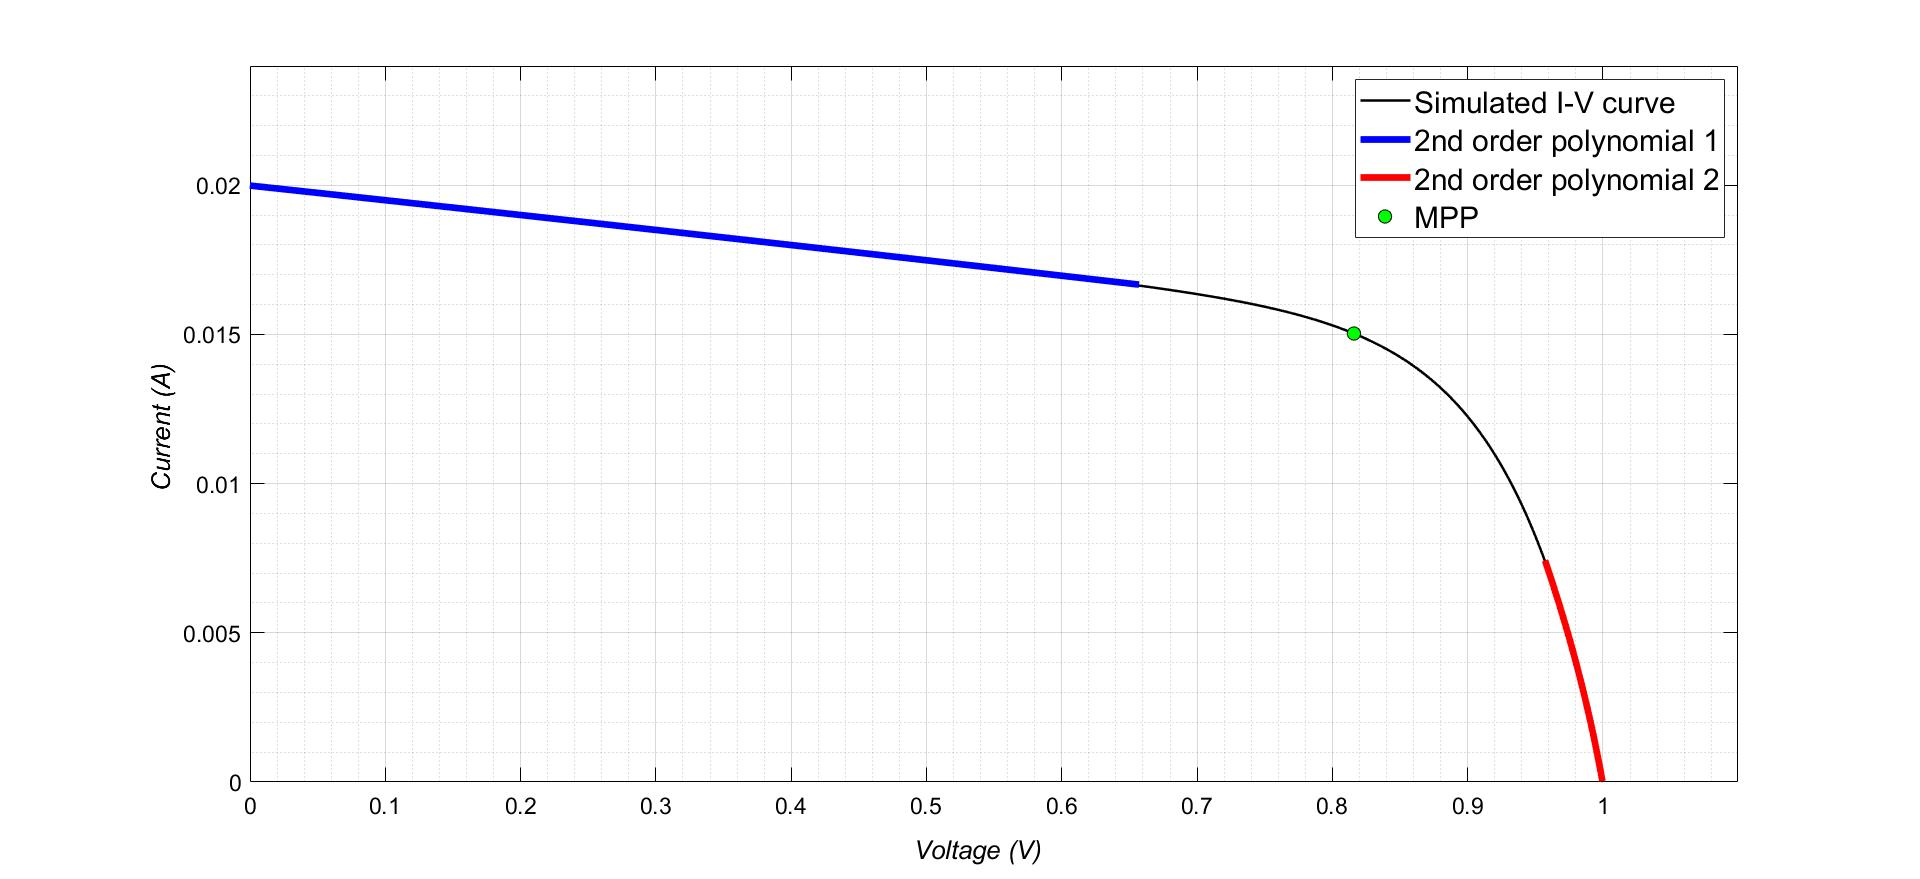 Simulated I-V curve
2nd order polynomial 1
2nd order polynomial 2
MPP
0.02
0.015
0.01
0.005
0
Current (A)
0 0.1 0.2 0.3 0.4 0.5 0.6 0.7 0.8 0.9 1
Voltage (V)